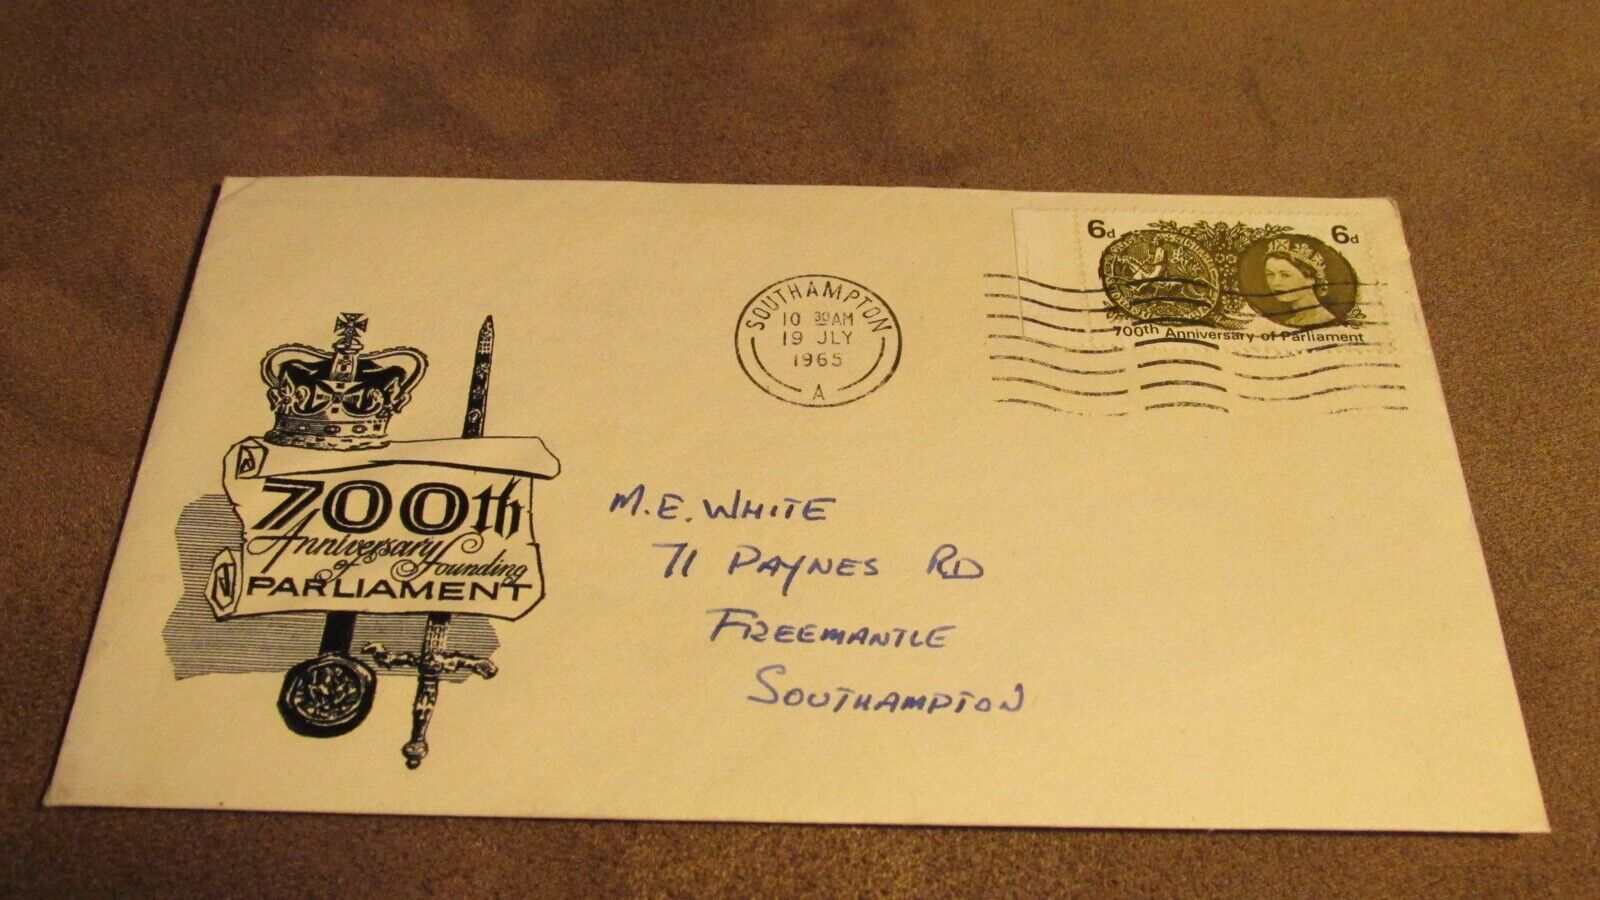 6d 6d
700th Anniversary of Parliament
SOUTHAMPTON
10 30 AM
19 JLY
1965
A
700th
Anniversary
of Founding
PARLIAMENT
M.E. WHITE
71 PAYNES RD
FREEMANTLE
SOUTHAMPTON